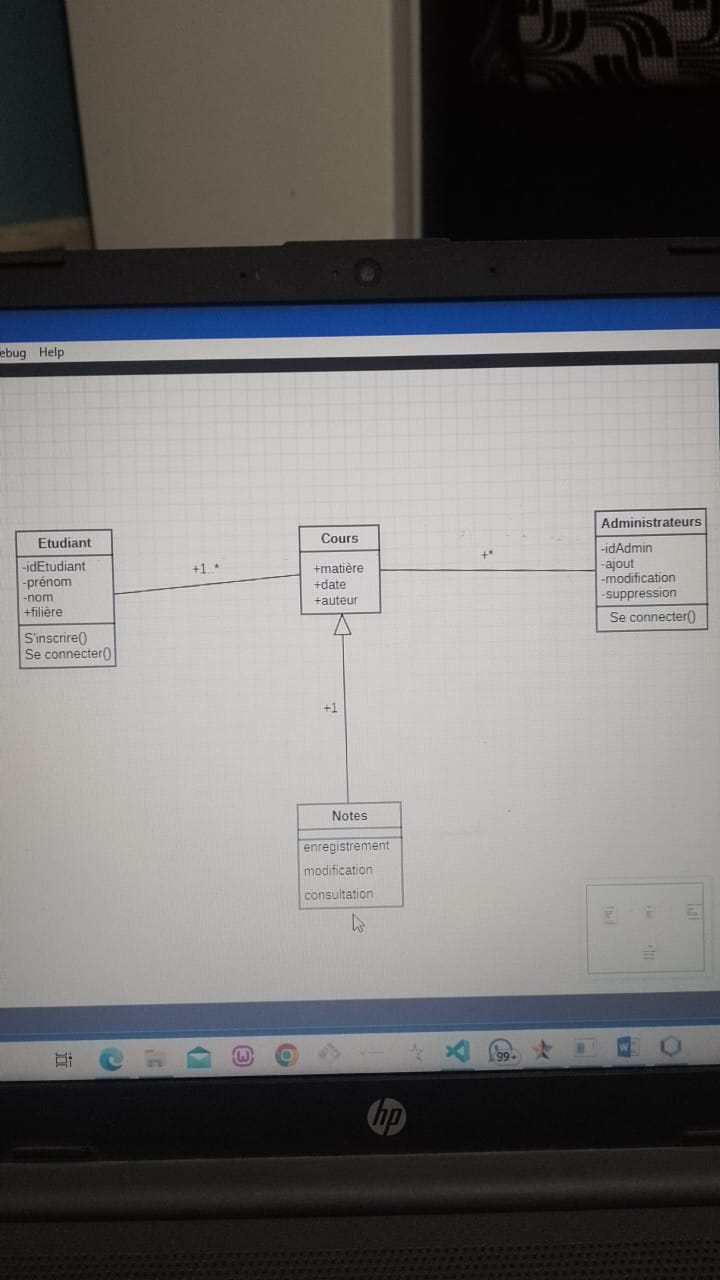 ebug Help
Etudiant
-idEtudiant
-prénom
-nom
+filière
S'inscrire()
Se connecter()
+1 *
Cours
+matière
+date
+auteur
+*
Administrateurs
-idAdmin
-ajout
-modification
-suppression
Se connecter()
+1
Notes
enregistrement
modification
consultation
99+
W
hp